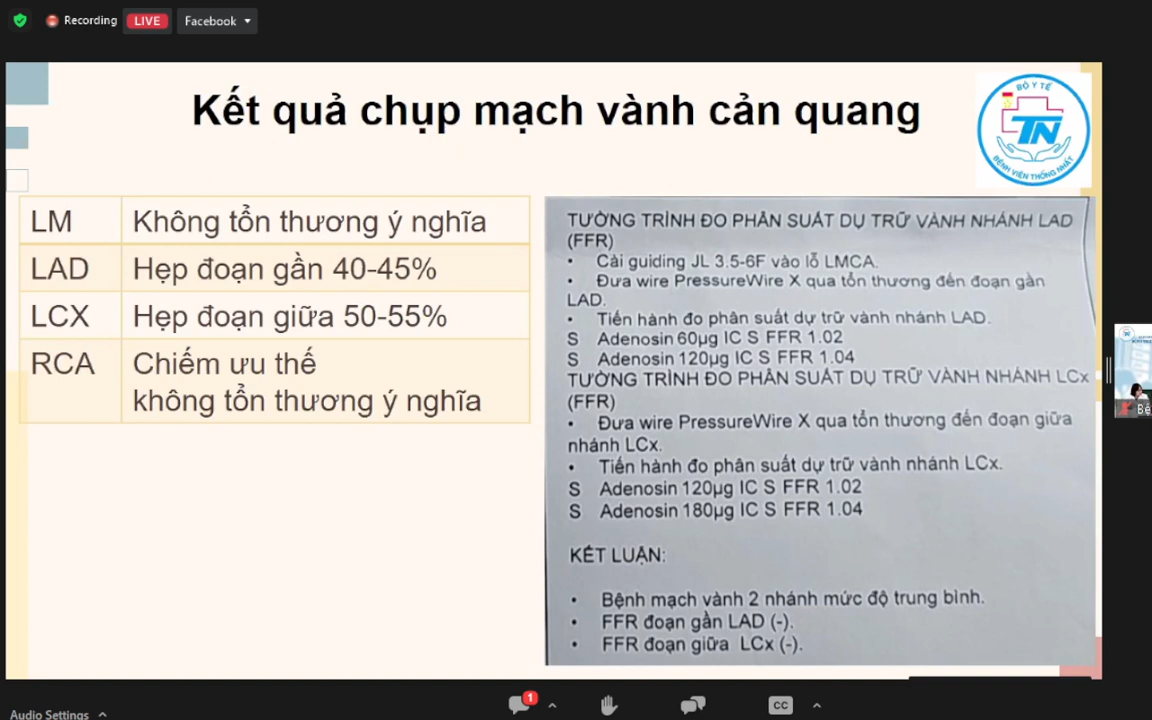 Recording
LIVE
Facebook
Kết quả chụp mạch vành cản quang
BỘ Y TẾ
TN
BỆNH VIỆN THỐNG NHẤT
LM Không tổn thương ý nghĩa
LAD Hẹp đoạn gần 40-45%
LCX Hẹp đoạn giữa 50-55%
RCA Chiếm ưu thế
không tổn thương ý nghĩa
TƯỜNG TRÌNH ĐO PHÂN SUẤT DỰ TRỮ VÀNH NHÁNH LAD
(FFR)
• Cài guiding JL 3.5-6F vào lỗ LMCA.
• Đưa wire PressureWire X qua tổn thương đến đoạn gần
LAD.
• Tiến hành đo phân suất dự trữ vành nhánh LAD.
S Adenosin 60µg IC S FFR 1.02
S Adenosin 120µg IC S FFR 1.04
TƯỜNG TRÌNH ĐO PHÂN SUẤT DỰ TRỮ VÀNH NHÁNH LCx
(FFR)
• Đưa wire PressureWire X qua tổn thương đến đoạn giữa
nhánh LCx.
• Tiến hành đo phân suất dự trữ vành nhánh LCx.
S Adenosin 120µg IC S FFR 1.02
S Adenosin 180µg IC S FFR 1.04
KẾT LUẬN:
• Bệnh mạch vành 2 nhánh mức độ trung bình.
• FFR đoạn gần LAD (-).
• FFR đoạn giữa LCx (-).
Bệ
1
CC
Audio Settings